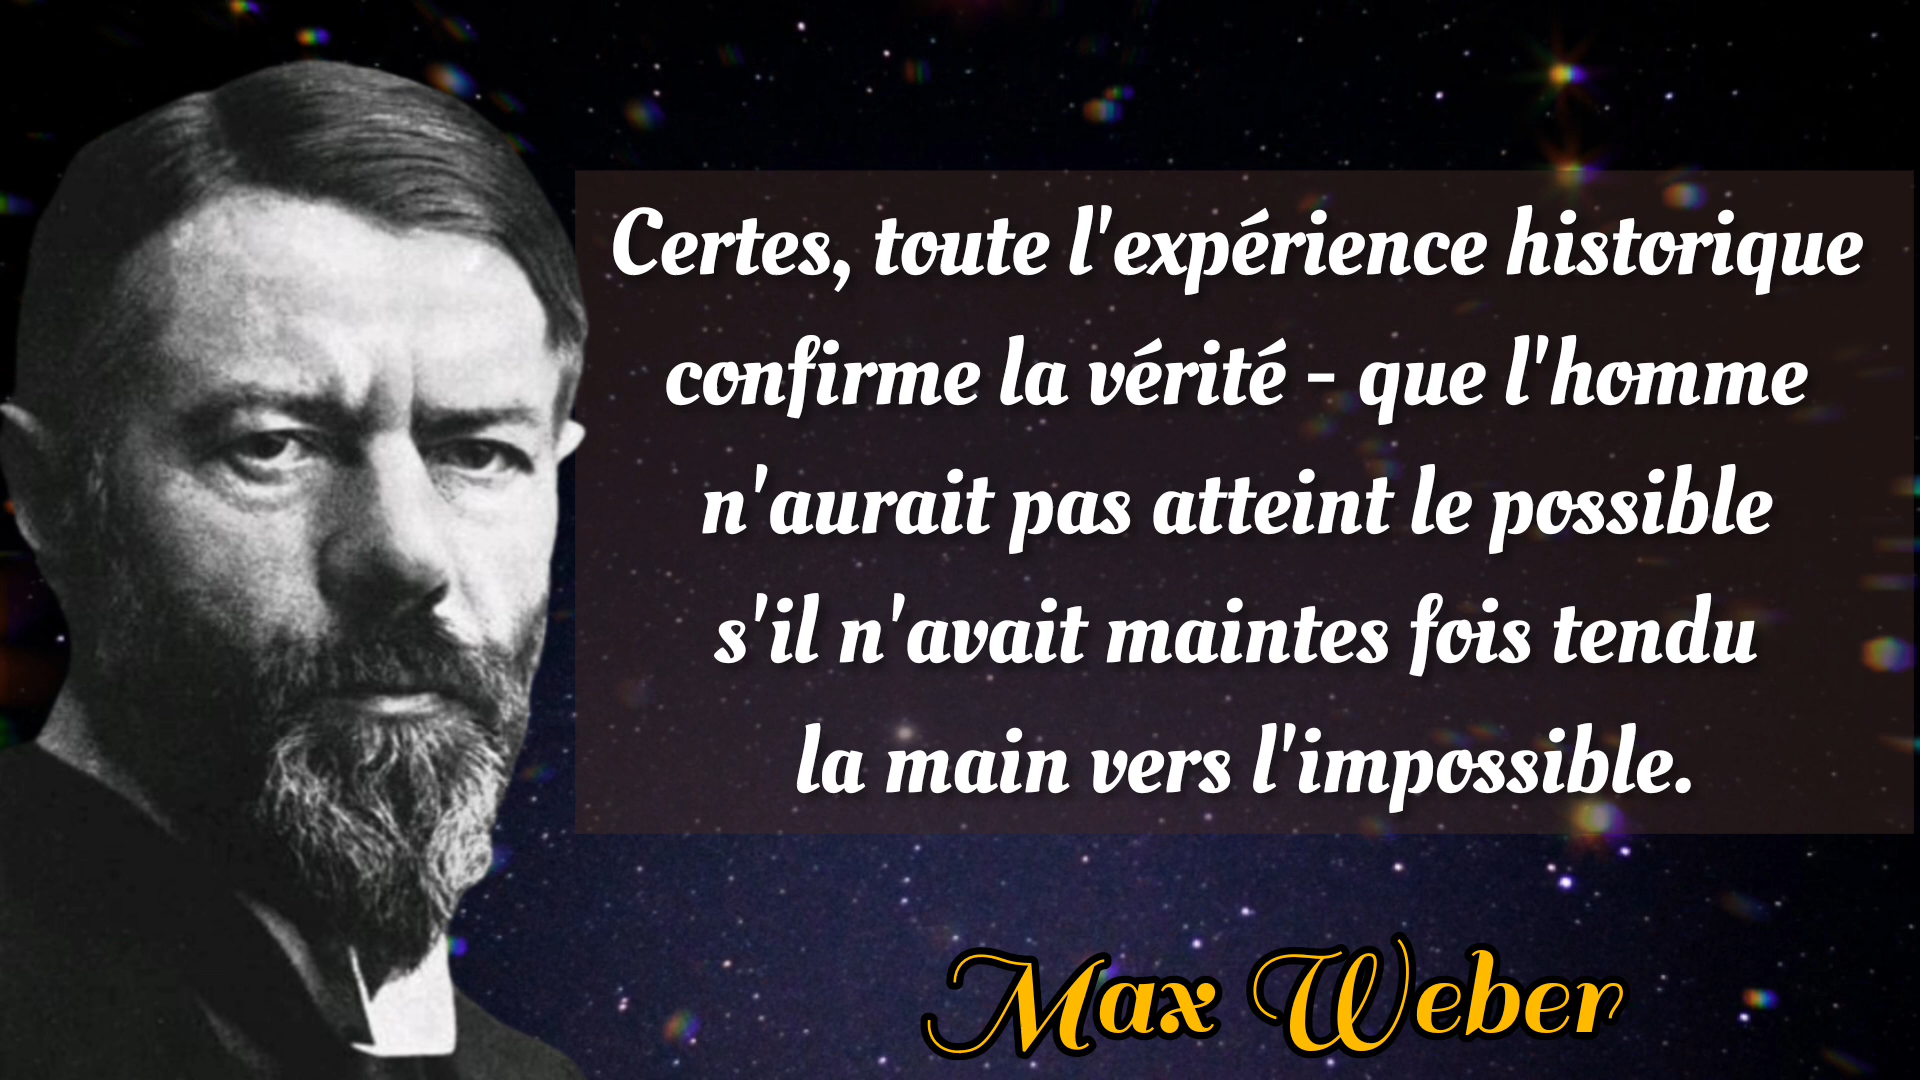 Certes, toute l'expérience historique
confirme la vérité - que l'homme
n'aurait pas atteint le possible
s'il n'avait maintes fois tendu
la main vers l'impossible.
Max Weber